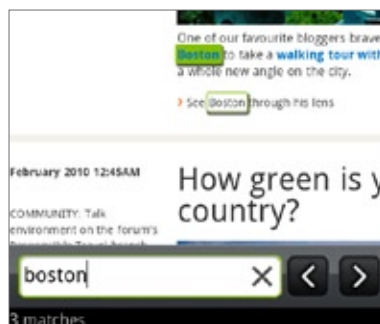 One of our favourite bloggers brave
Boston to take a walking tour with
a whole new angle on the city.
› See Boston through his lens
February 2010 12:45AM
How green is y
country?
COMMUNITY: Talk
environment on the forum's
boston
3 matches